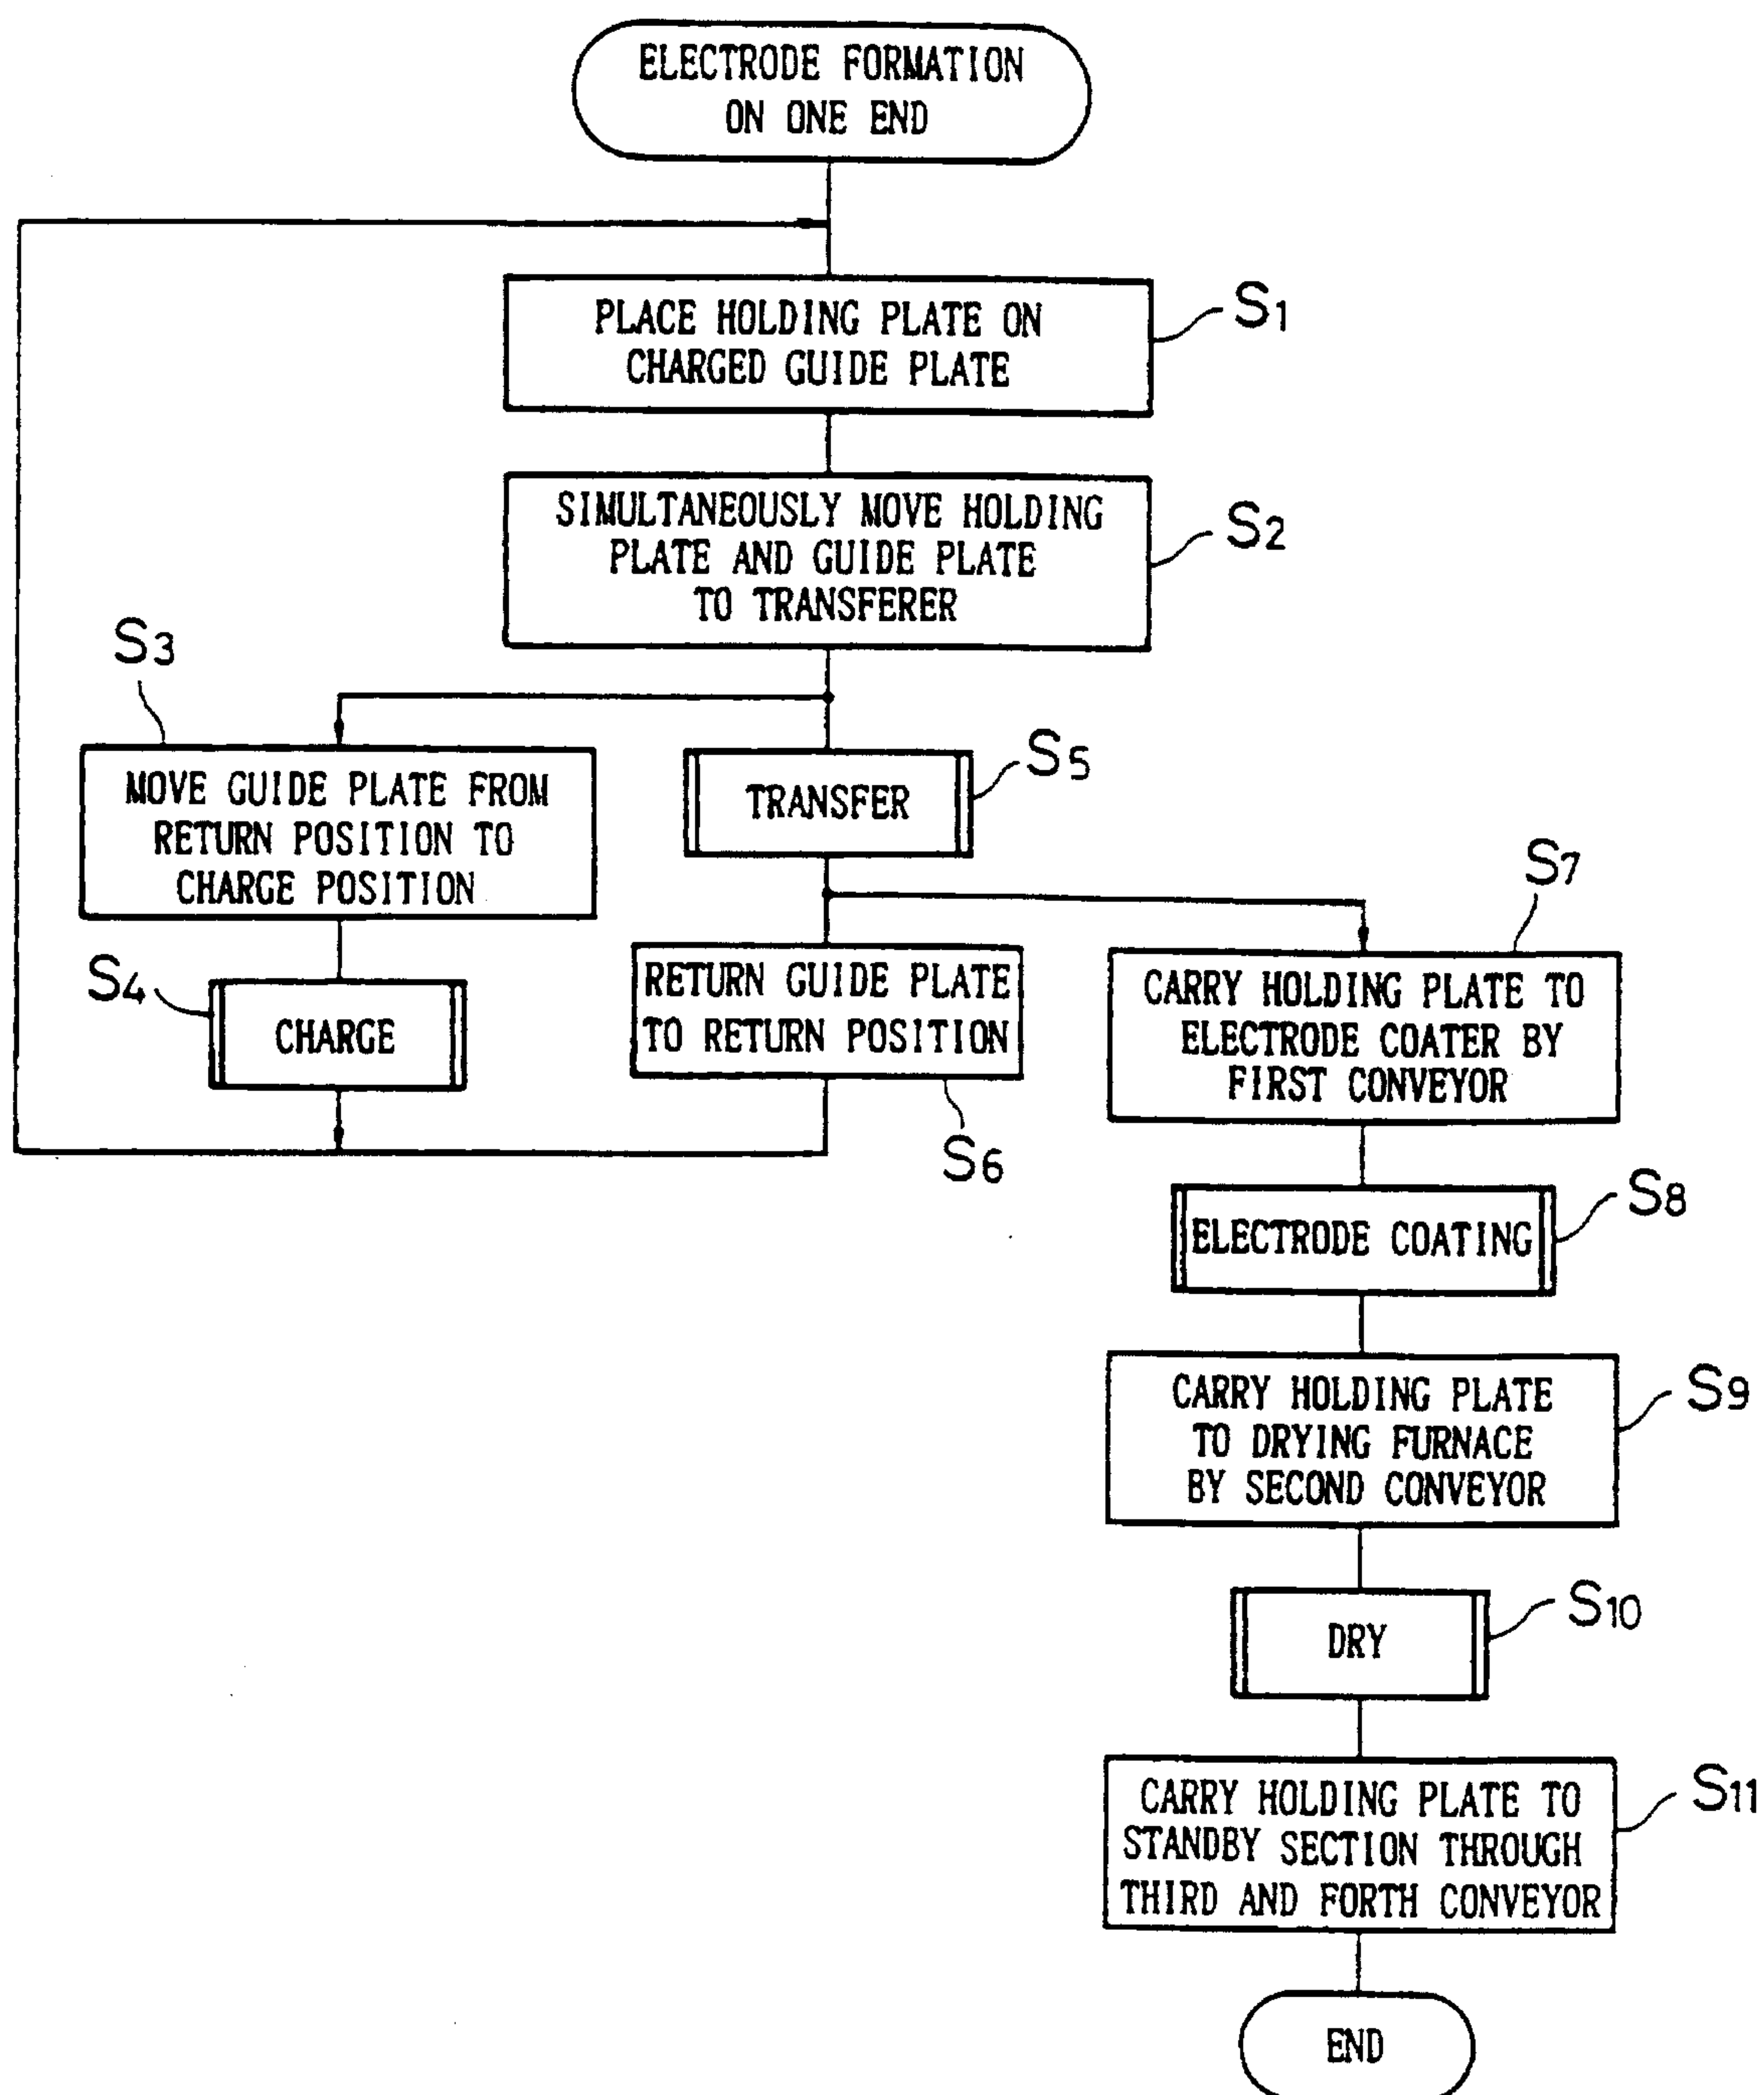 ELECTRODE FORMATION
ON ONE END
PLACE HOLDING PLATE ON
CHARGED GUIDE PLATE
S1
SIMULTANEOUSLY MOVE HOLDING
PLATE AND GUIDE PLATE
TO TRANSFERER
S2
S3
MOVE GUIDE PLATE FROM
RETURN POSITION TO
CHARGE POSITION
S4
CHARGE
TRANSFER
S5
RETURN GUIDE PLATE
TO RETURN POSITION
S6
S7
CARRY HOLDING PLATE TO
ELECTRODE COATER BY
FIRST CONVEYOR
ELECTRODE COATING
S8
CARRY HOLDING PLATE
TO DRYING FURNACE
BY SECOND CONVEYOR
S9
DRY
S10
CARRY HOLDING PLATE TO
STANDBY SECTION THROUGH
THIRD AND FORTH CONVEYOR
S11
END